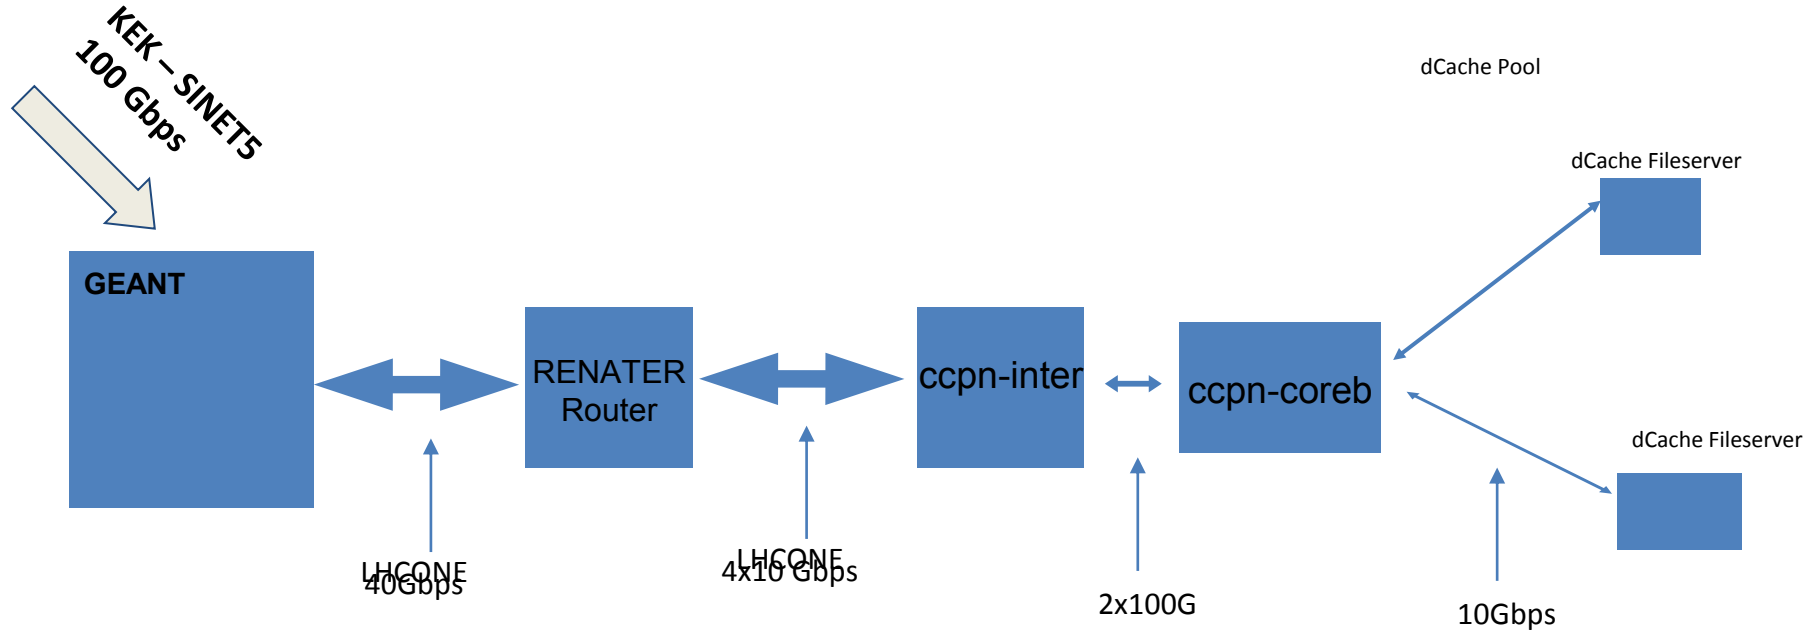 KEK – SINET5
100 Gbps
dCache Pool
dCache Fileserver
GEANT
RENATER
Router
ccpn-inter
ccpn-coreb
dCache Fileserver
LHCONE
40Gbps
LHCONE
4x10 Gbps
2x100G
10Gbps